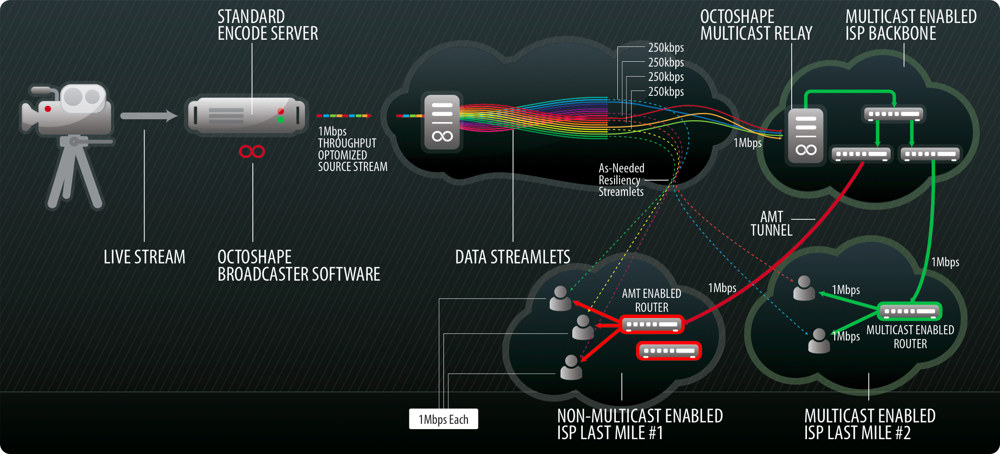 STANDARD
ENCODE SERVER
OCTOSHAPE
MULTICAST RELAY
MULTICAST ENABLED
ISP BACKBONE
250kbps
250kbps
250kbps
250kbps
1Mbps
THROUGHPUT
OPTOMIZED
SOURCE STREAM
1Mbps
As-Needed
Resiliency
Streamlets
AMT
TUNNEL
LIVE STREAM
OCTOSHAPE
BROADCASTER SOFTWARE
DATA STREAMLETS
1Mbps
1Mbps
AMT ENABLED
ROUTER
1Mbps
1Mbps
MULTICAST ENABLED
ROUTER
1Mbps Each
NON-MULTICAST ENABLED
ISP LAST MILE #1
MULTICAST ENABLED
ISP LAST MILE #2